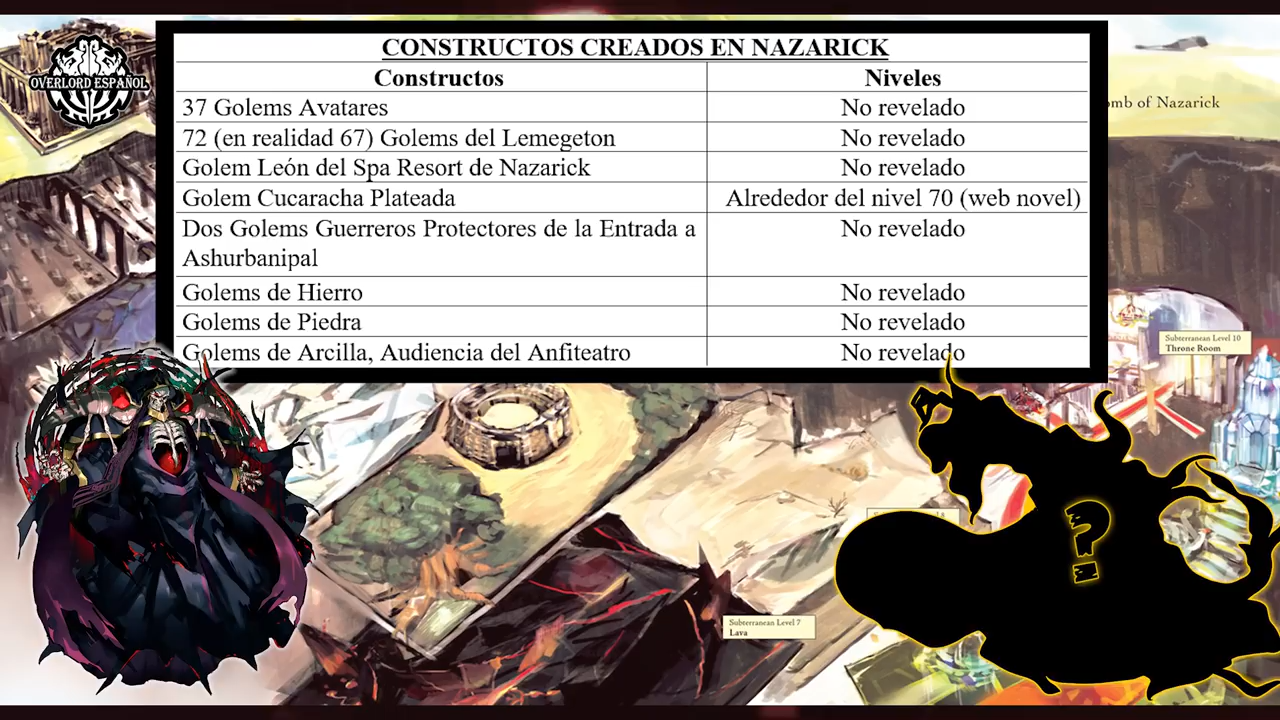 OVERLORD ESPAÑOL
CONSTRUCTOS CREADOS EN NAZARICK
Constructos Niveles
37 Golems Avatares No revelado
72 (en realidad 67) Golems del Lemegeton No revelado
Golem León del Spa Resort de Nazarick No revelado
Golem Cucaracha Plateada Alrededor del nivel 70 (web novel)
Dos Golems Guerreros Protectores de la Entrada a No revelado
Ashurbanipal
Golems de Hierro No revelado
Golems de Piedra No revelado
Golems de Arcilla, Audiencia del Anfiteatro No revelado
omb of Nazarick
Subterranean Level 10
Throne Room
?
Subterranean Level 7
Lava